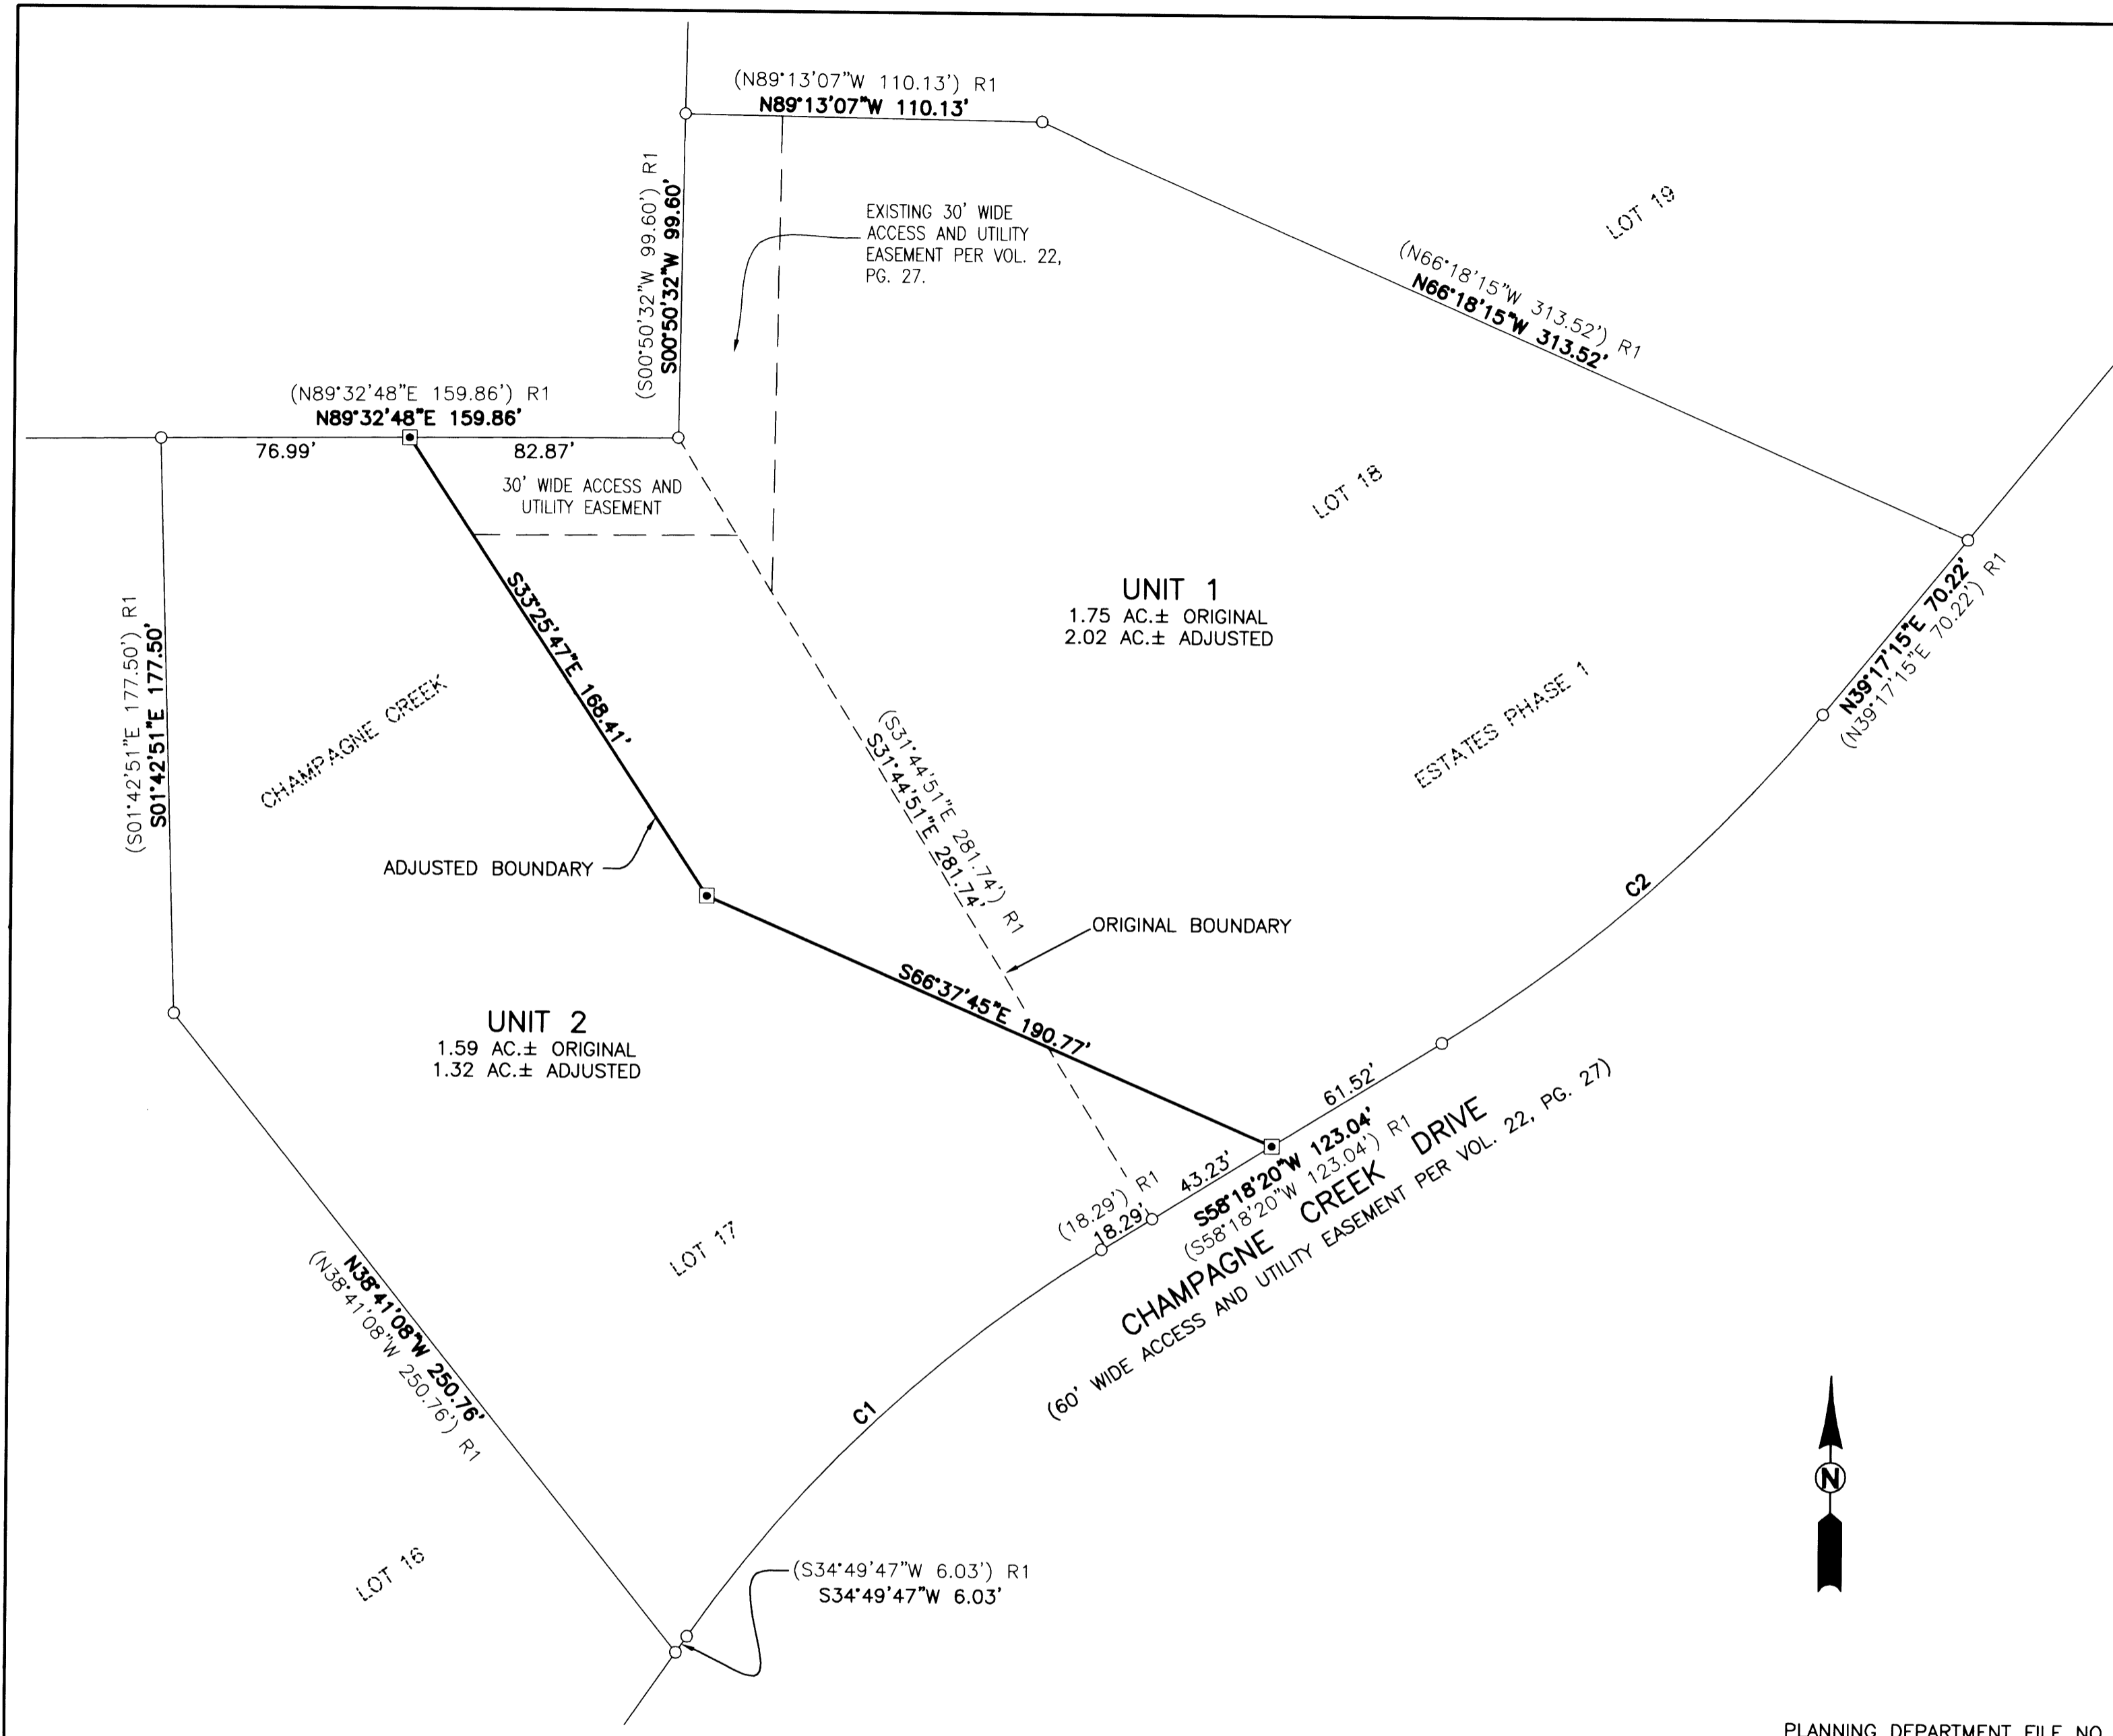 (N89°13'07"W 110.13') R1
N89°13'07"W 110.13'
(S00°50'32"W 99.60') R1
S00°50'32"W 99.60'
EXISTING 30' WIDE
ACCESS AND UTILITY
EASEMENT PER VOL. 22,
PG. 27.
LOT 19
(N66°18'15"W 313.52') R1
N66°18'15"W 313.52'
(N89°32'48"E 159.86') R1
N89°32'48"E 159.86'
76.99'
82.87'
30' WIDE ACCESS AND
UTILITY EASEMENT
LOT 18
UNIT 1
1.75 AC.± ORIGINAL
2.02 AC.± ADJUSTED
N39°17'15"E 70.22'
(N39°17'15"E 70.22') R1
(S01°42'51"E 177.50') R1
S01°42'51"E 177.50'
S33°25'47"E 168.41'
CHAMPAGNE CREEK
ESTATES PHASE 1
(S31°44'51"E 281.74') R1
S31°44'51"E 281.74'
ADJUSTED BOUNDARY
C2
ORIGINAL BOUNDARY
S66°37'45"E 190.77'
UNIT 2
1.59 AC.± ORIGINAL
1.32 AC.± ADJUSTED
61.52'
(18.29') R1
18.29'
43.23'
S58°18'20"W 123.04'
(S58°18'20"W 123.04') R1
CHAMPAGNE CREEK DRIVE
(60' WIDE ACCESS AND UTILITY EASEMENT PER VOL. 22, PG. 27)
LOT 17
N38°41'08"W 250.76'
(N38°41'08"W 250.76') R1
C1
N
LOT 16
(S34°49'47"W 6.03') R1
S34°49'47"W 6.03'
PLANNING DEPARTMENT FILE NO